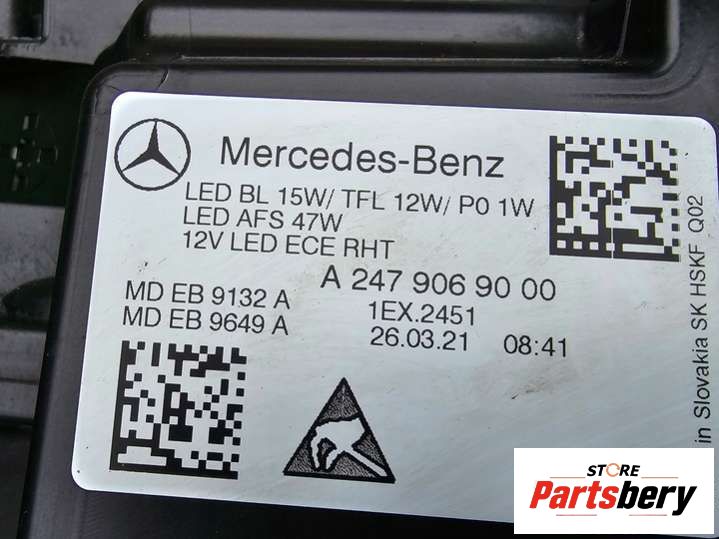 Mercedes-Benz
LED BL 15W/ TFL 12W/ PO 1W
LED AFS 47W
12V LED ECE RHT
A 247 906 90 00
MD EB 9132 A
MD EB 9649 A
1EX.2451
26.03.21 08:41
in Slovakia SK HSKF Q02
STORE
Partsbery